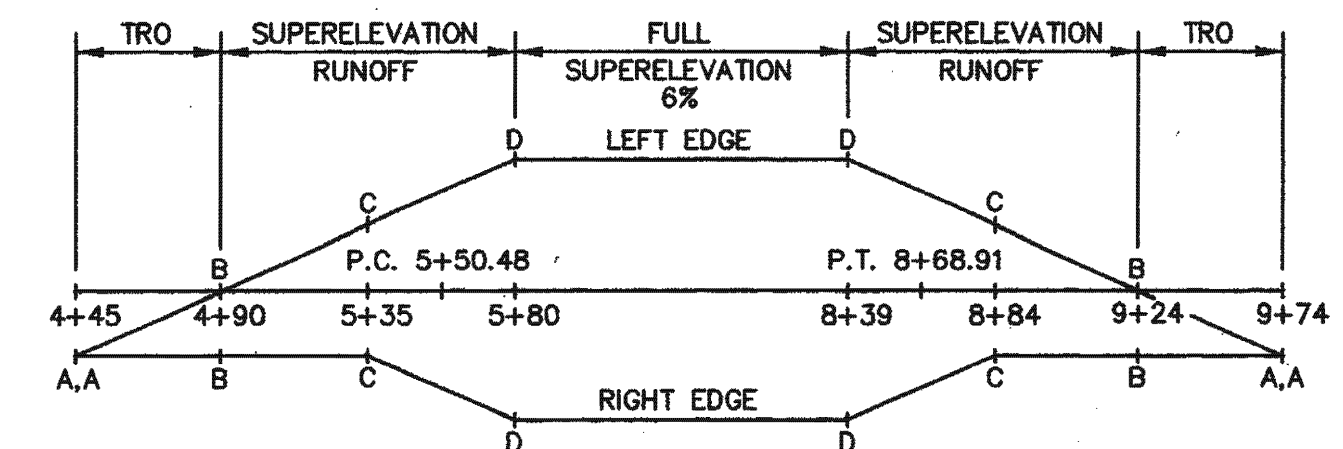 TRO SUPERELEVATION RUNOFF FULL SUPERELEVATION 6% SUPERELEVATION RUNOFF TRO
D LEFT EDGE D
C C
P.C. 5+50.48 P.T. 8+68.91
B B
4+45 4+90 5+35 5+80 8+39 8+84 9+24 9+74
A,A B C C B A,A
RIGHT EDGE
D D